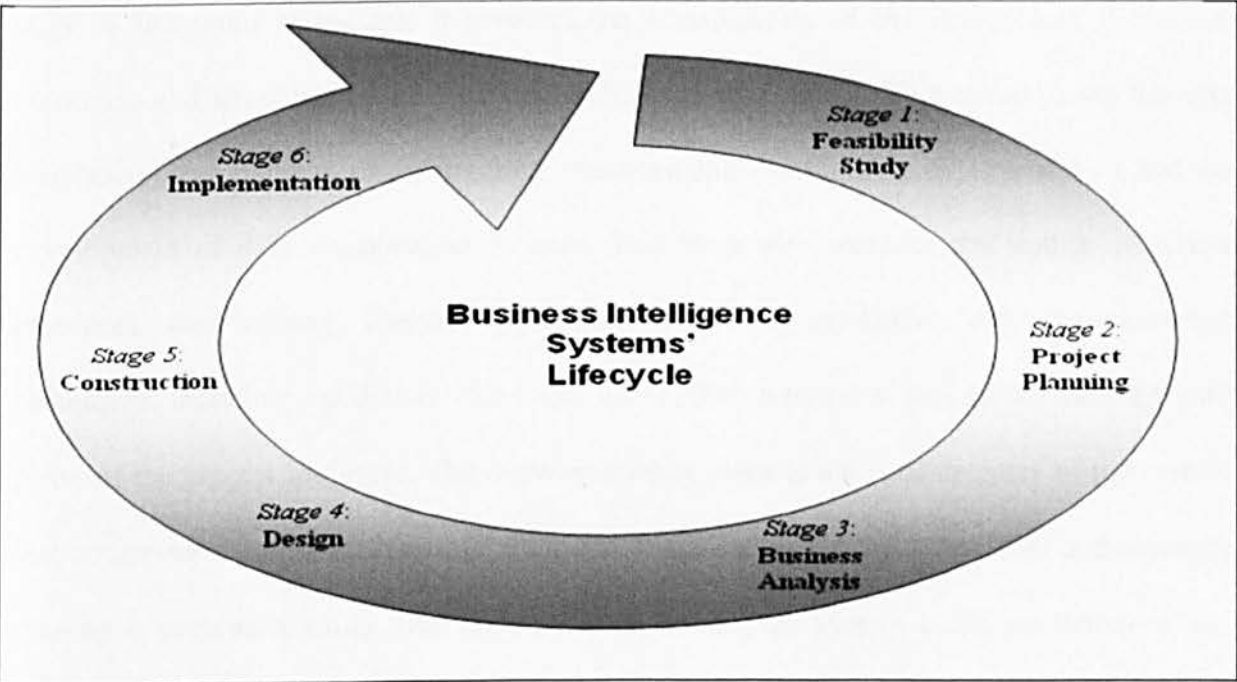 Stage 1:
Feasibility
Study
Stage 2:
Project
Planning
Stage 3:
Business
Analysis
Stage 4:
Design
Stage 5:
Construction
Stage 6:
Implementation
Business Intelligence
Systems'
Lifecycle